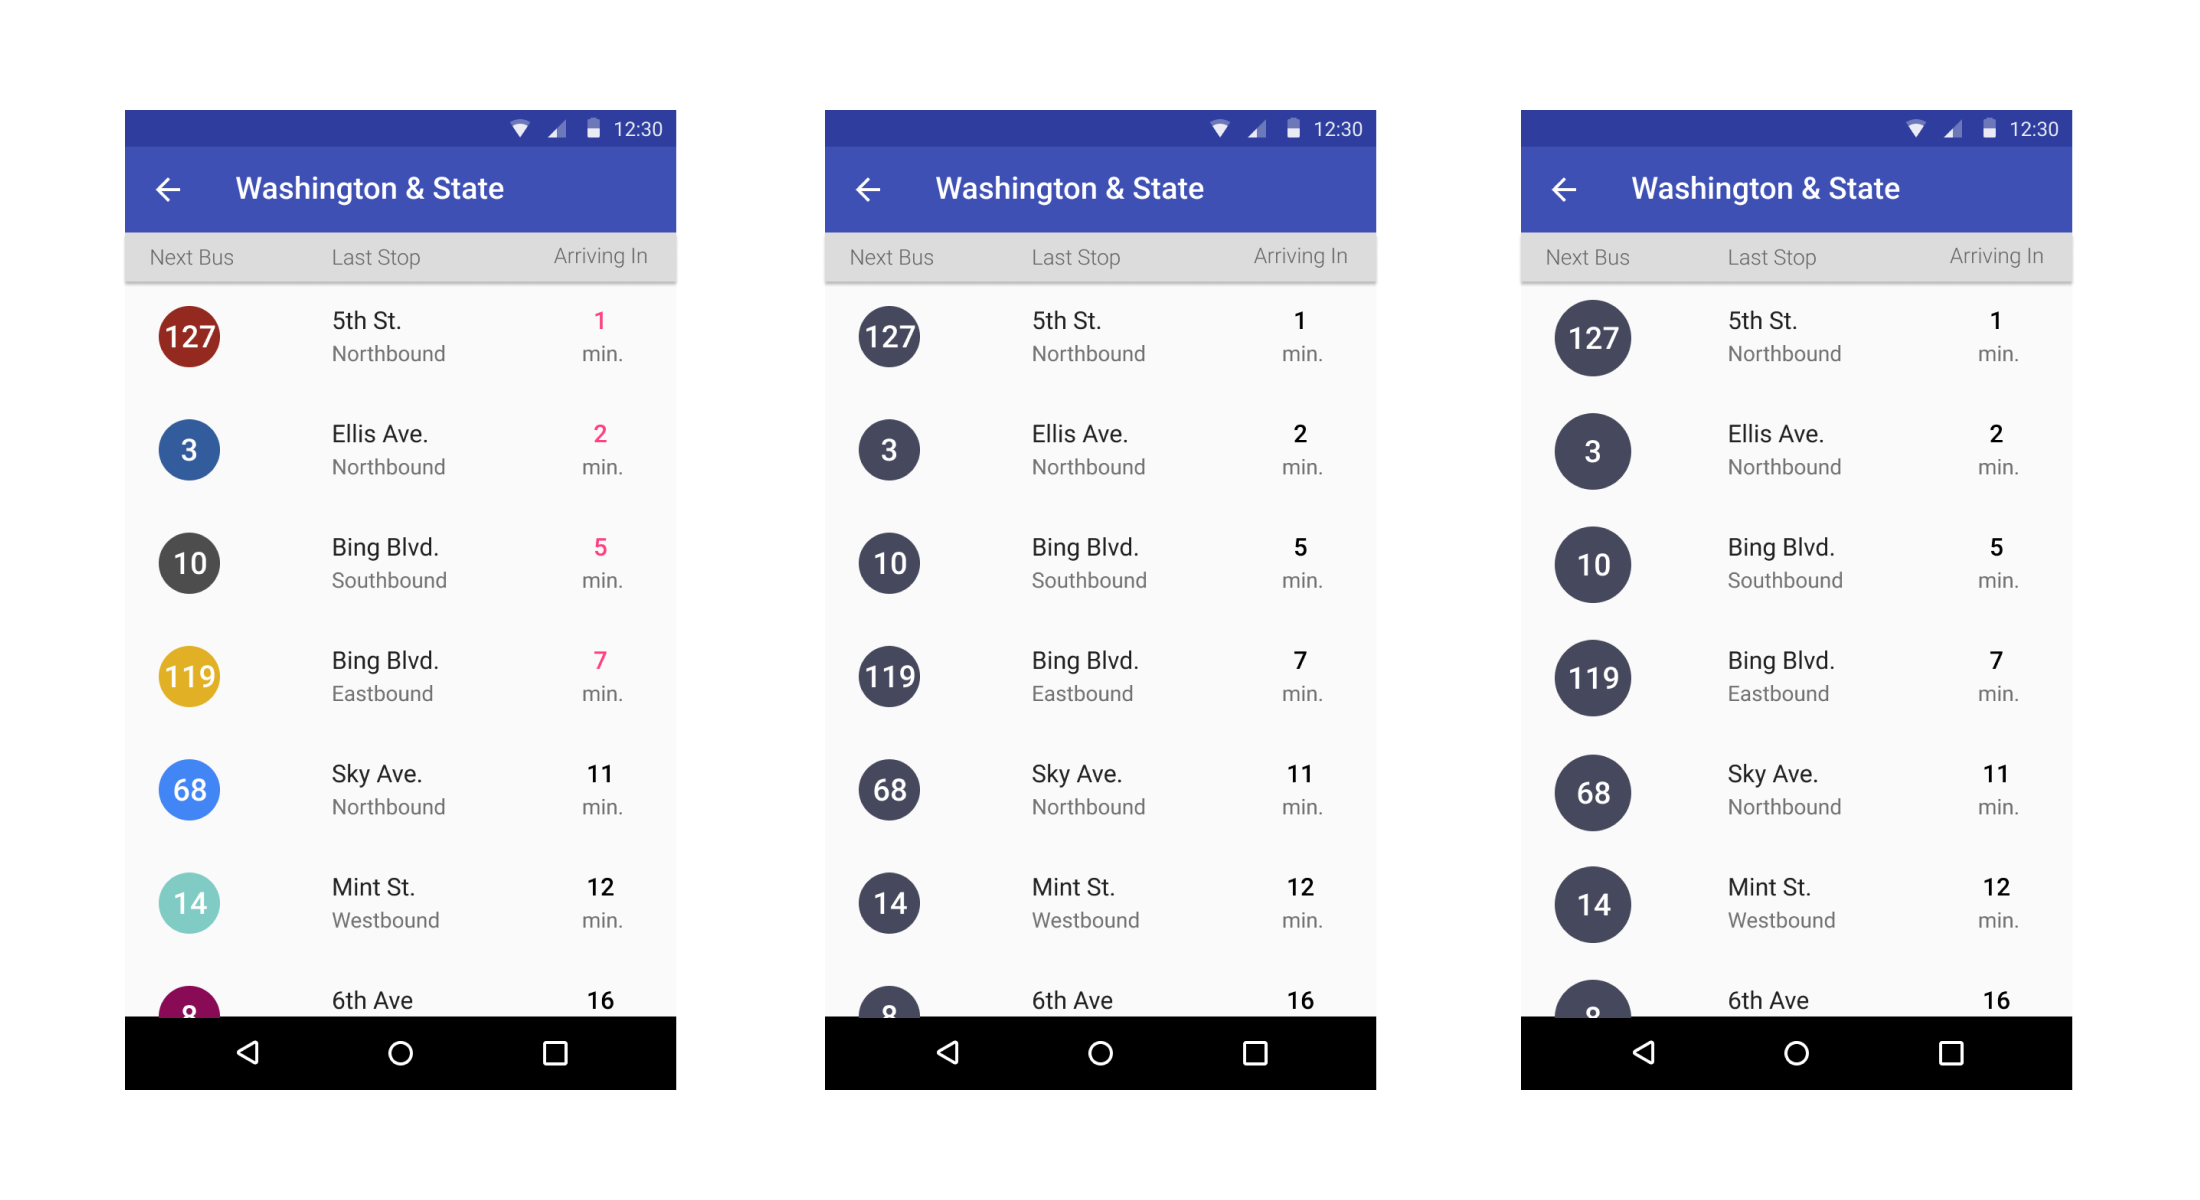 12:30
Washington & State
Next Bus Last Stop Arriving In
127 5th St. 1
Northbound min.
3 Ellis Ave. 2
Northbound min.
10 Bing Blvd. 5
Southbound min.
119 Bing Blvd. 7
Eastbound min.
68 Sky Ave. 11
Northbound min.
14 Mint St. 12
Westbound min.
8 6th Ave 16
12:30
Washington & State
Next Bus Last Stop Arriving In
127 5th St. 1
Northbound min.
3 Ellis Ave. 2
Northbound min.
10 Bing Blvd. 5
Southbound min.
119 Bing Blvd. 7
Eastbound min.
68 Sky Ave. 11
Northbound min.
14 Mint St. 12
Westbound min.
8 6th Ave 16
12:30
Washington & State
Next Bus Last Stop Arriving In
127 5th St. 1
Northbound min.
3 Ellis Ave. 2
Northbound min.
10 Bing Blvd. 5
Southbound min.
119 Bing Blvd. 7
Eastbound min.
68 Sky Ave. 11
Northbound min.
14 Mint St. 12
Westbound min.
6th Ave 16